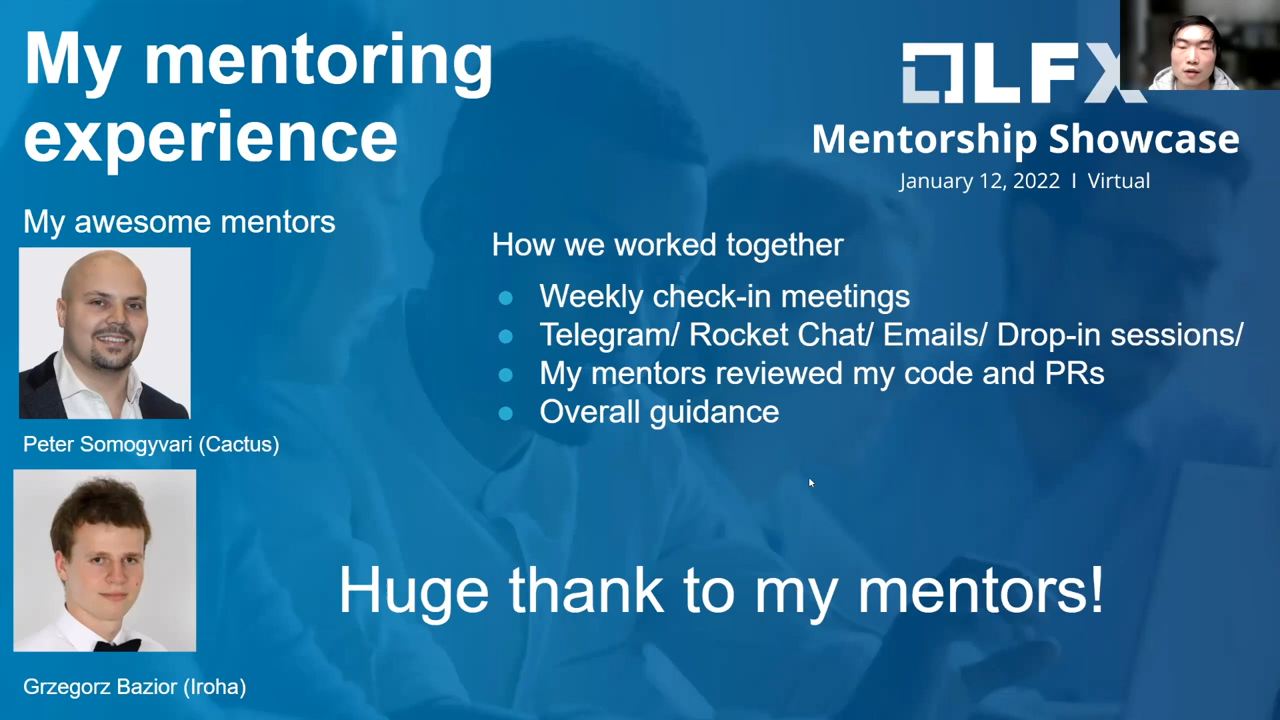 My mentoring
experience
LFX
Mentorship Showcase
January 12, 2022 I Virtual
My awesome mentors
Peter Somogyvari (Cactus)
Grzegorz Bazior (Iroha)
How we worked together
Weekly check-in meetings
Telegram/ Rocket Chat/ Emails/ Drop-in sessions/
My mentors reviewed my code and PRs
Overall guidance
Huge thank to my mentors!